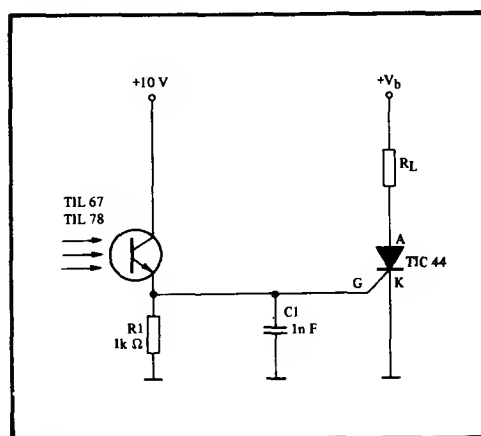 +10 V
+V_b
R_L
TIL 67
TIL 78
A
TIC 44
G
K
C1
1n F
R1
1k Ω